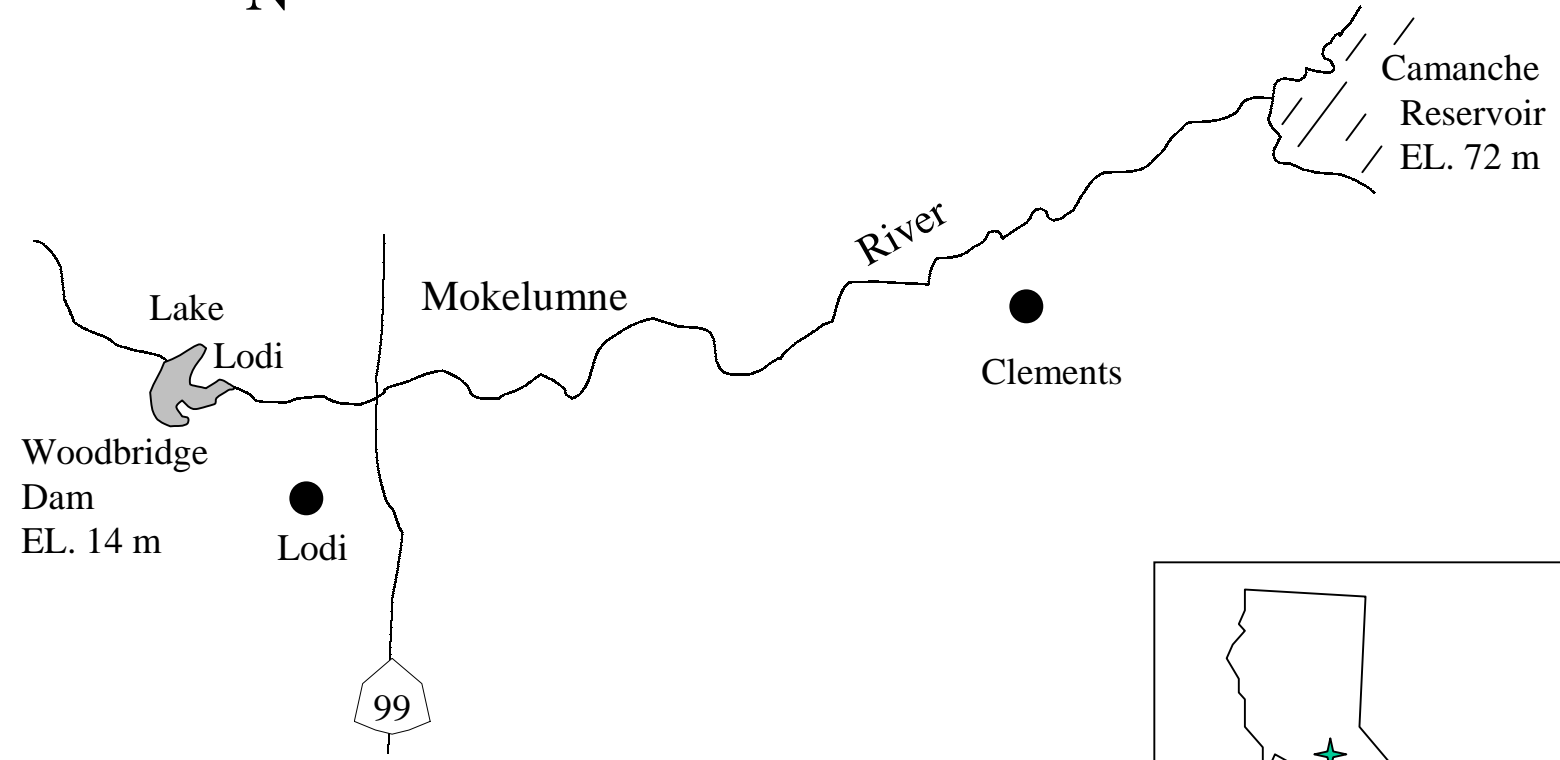 N
Camanche
Reservoir
EL. 72 m
River
Mokelumne
Lake
Lodi
Clements
Woodbridge
Dam
EL. 14 m
Lodi
99